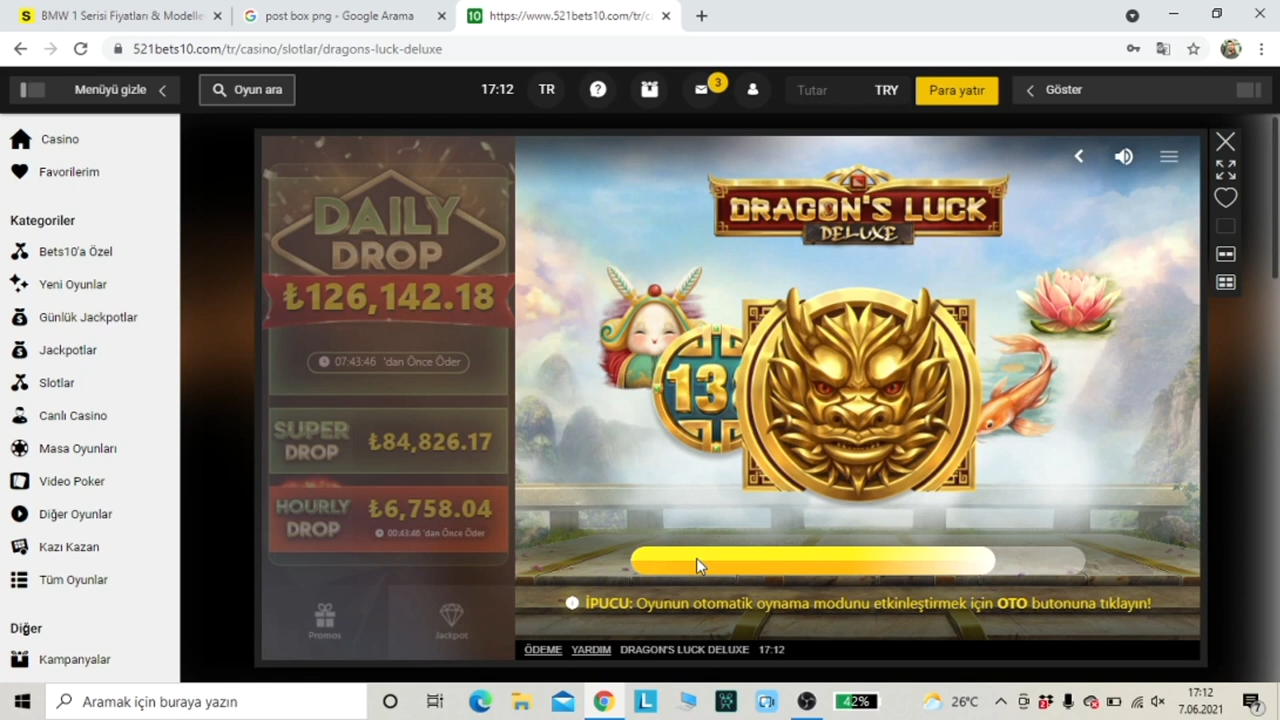 BMW 1 Serisi Fiyatları & Modelle
post box png - Google Arama
10
https://www.521bets10.com/tr/c
521bets10.com/tr/casino/slotlar/dragons-luck-deluxe
Menüyü gizle
Oyun ara
17:12
TR
3
Tutar
TRY
Para yatır
Göster
Casino
Favorilerim
Kategoriler
Bets10'a Özel
Yeni Oyunlar
Günlük Jackpotlar
Jackpotlar
Slotlar
Canlı Casino
Masa Oyunları
Video Poker
Diğer Oyunlar
Kazı Kazan
Tüm Oyunlar
Diğer
Kampanyalar
DAILY
DROP
₺126,142.18
07:43:46 'dan Önce Öder
SUPER
DROP
₺84,826.17
HOURLY
DROP
₺6,758.04
00:43:46 'dan Önce Öder
Promos
Jackpot
DRAGON'S LUCK
DELUXE
İPUCU: Oyunun otomatik oynama modunu etkinleştirmek için OTO butonuna tıklayın!
ÖDEME YARDIM DRAGON'S LUCK DELUXE 17:12
Aramak için buraya yazın
42%
26°C
17:12
7.06.2021